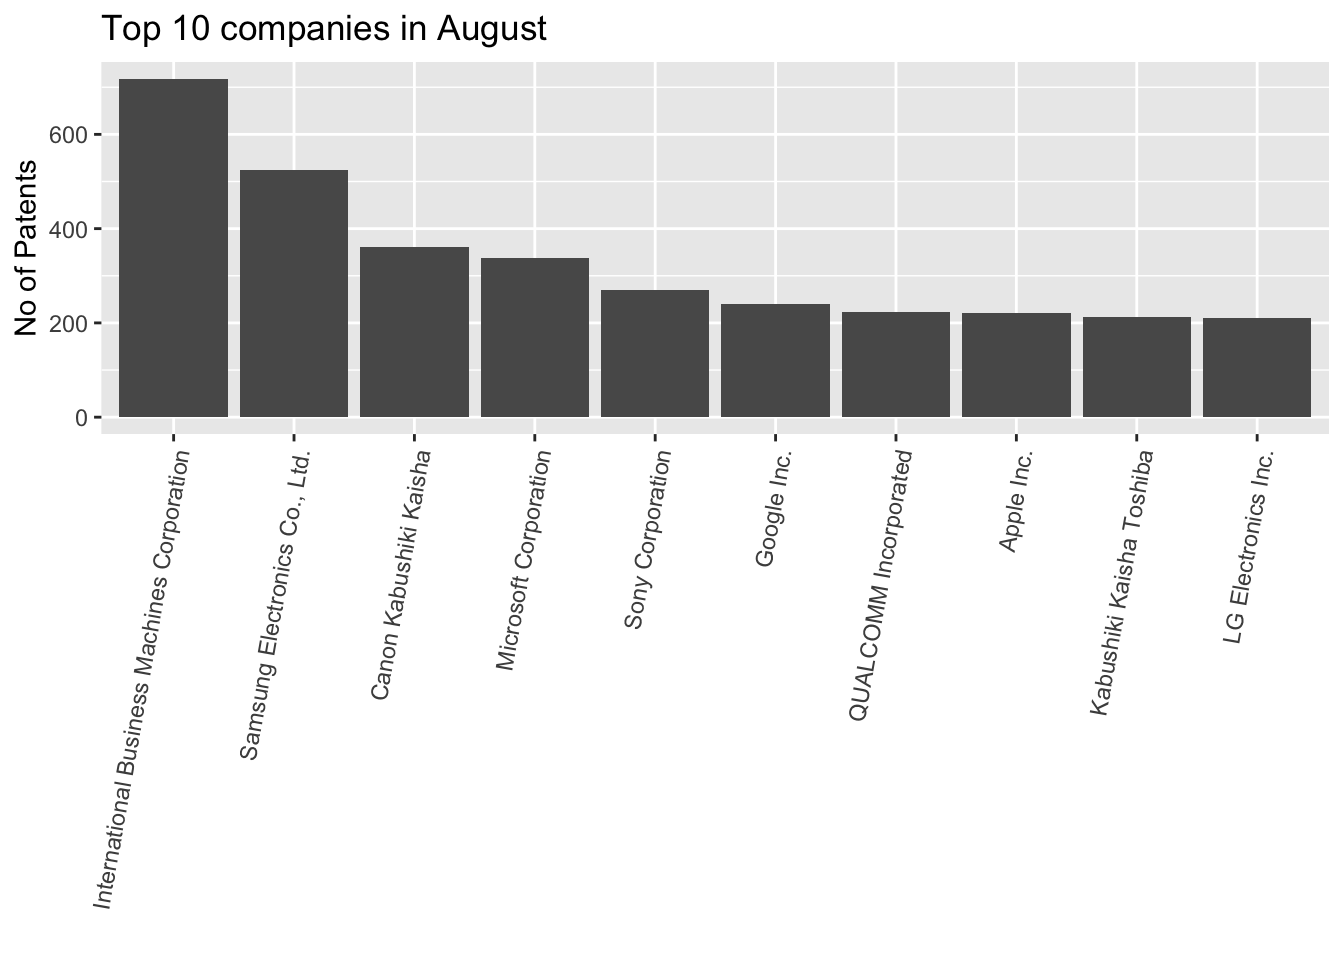 Top 10 companies in August
No of Patents
600
400
200
0
International Business Machines Corporation
Samsung Electronics Co., Ltd.
Canon Kabushiki Kaisha
Microsoft Corporation
Sony Corporation
Google Inc.
QUALCOMM Incorporated
Apple Inc.
Kabushiki Kaisha Toshiba
LG Electronics Inc.